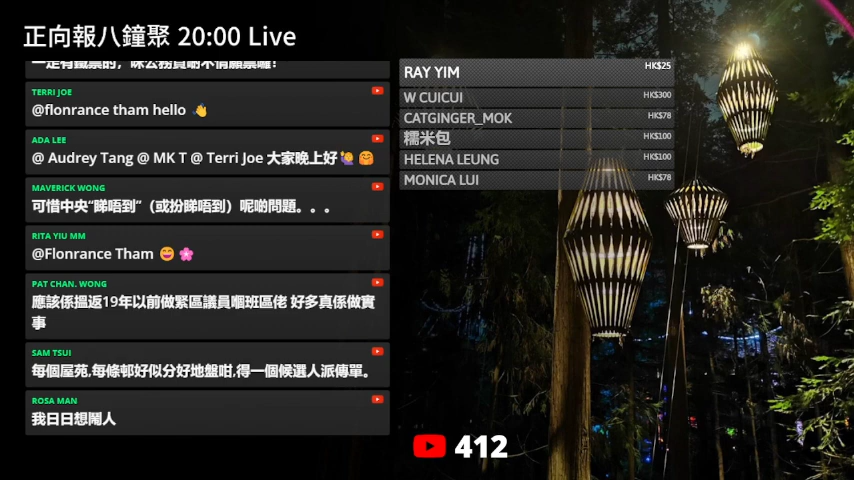 正向報八鐘聚 20:00 Live
TERRI JOE
@flonrance tham hello 👋
ADA LEE
@ Audrey Tang @ MK T @ Terri Joe 大家晚上好🙋 🤗
MAVERICK WONG
可惜中央“睇唔到”（或扮睇唔到）呢啲問題。。。
RITA YIU MM
@Florance Tham 😄 🌸
PAT CHAN. WONG
應該係搵返19年以前做緊區議員嗰班區佬 好多真係做實
事
SAM TSUI
每個屋苑,每條邨好似分好地盤咁,得一個候選人派傳單。
ROSA MAN
我日日想鬧人
RAY YIM HK$25
W CUICUI HK$300
CATGINGER_MOK HK$78
糯米包 HK$100
HELENA LEUNG HK$100
MONICA LUI HK$78
412